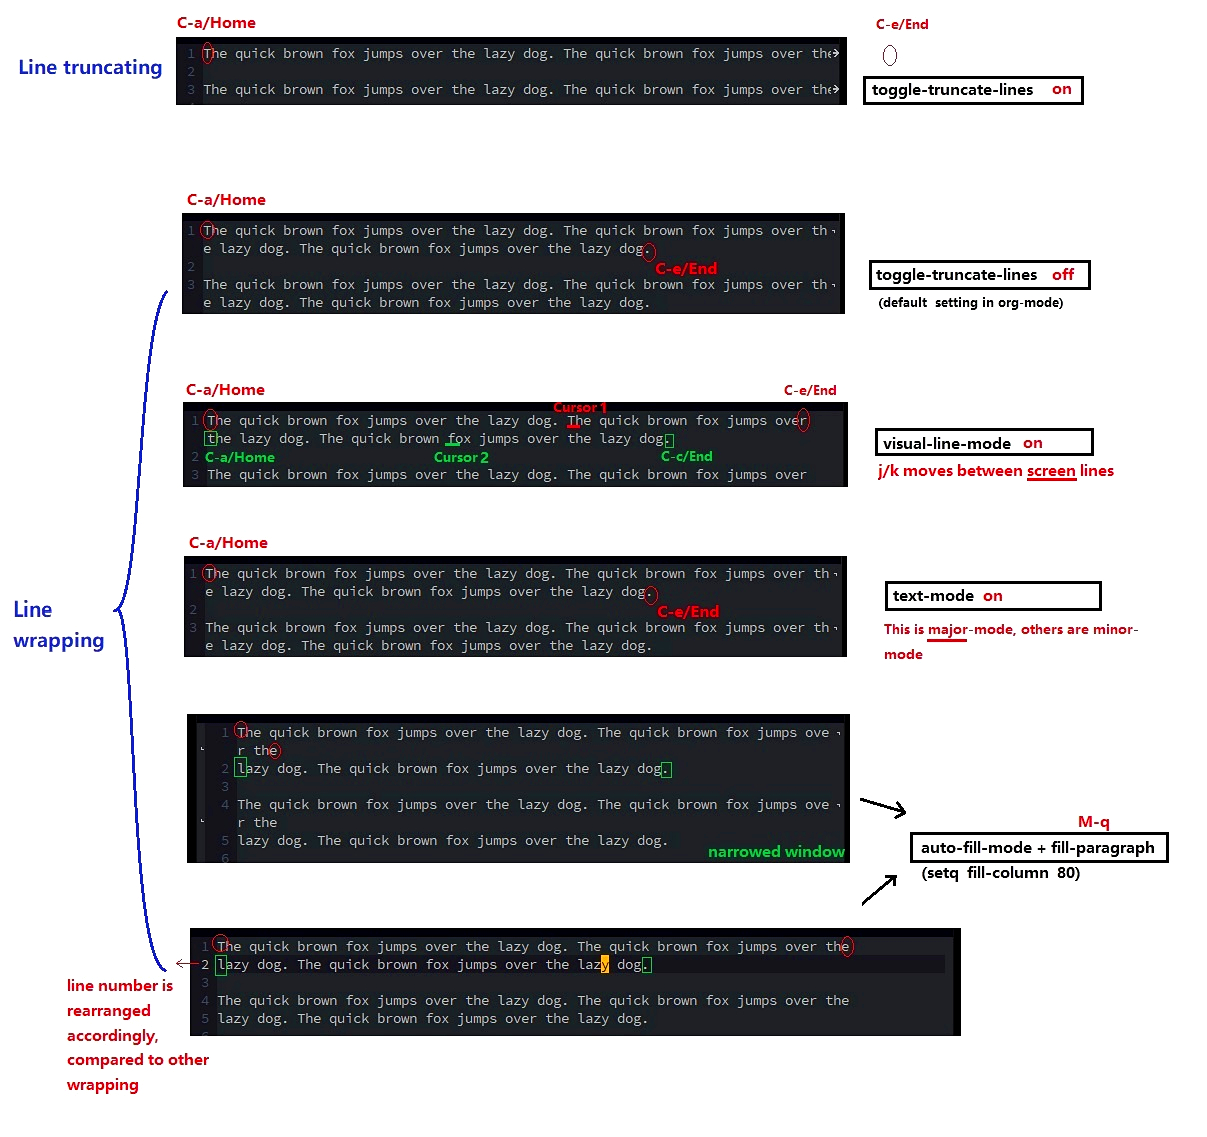 C-a/Home
C-e/End
Line truncating
1 The quick brown fox jumps over the lazy dog. The quick brown fox jumps over the
2
3 The quick brown fox jumps over the lazy dog. The quick brown fox jumps over the
toggle-truncate-lines on
C-a/Home
1 The quick brown fox jumps over the lazy dog. The quick brown fox jumps over th
e lazy dog. The quick brown fox jumps over the lazy dog.
C-e/End
2
3 The quick brown fox jumps over the lazy dog. The quick brown fox jumps over th
e lazy dog. The quick brown fox jumps over the lazy dog.
toggle-truncate-lines off
(default setting in org-mode)
C-a/Home
C-e/End
Cursor 1
1 The quick brown fox jumps over the lazy dog. The quick brown fox jumps over
the lazy dog. The quick brown fox jumps over the lazy dog.
2
C-a/Home
Cursor 2
C-c/End
3 The quick brown fox jumps over the lazy dog. The quick brown fox jumps over
visual-line-mode on
j/k moves between screen lines
C-a/Home
1 The quick brown fox jumps over the lazy dog. The quick brown fox jumps over th
e lazy dog. The quick brown fox jumps over the lazy dog.
2
C-e/End
3 The quick brown fox jumps over the lazy dog. The quick brown fox jumps over th
e lazy dog. The quick brown fox jumps over the lazy dog.
text-mode on
This is major-mode, others are minor-
mode
Line
wrapping
1 The quick brown fox jumps over the lazy dog. The quick brown fox jumps ove
r the
2 lazy dog. The quick brown fox jumps over the lazy dog.
3
4 The quick brown fox jumps over the lazy dog. The quick brown fox jumps ove
r the
5 lazy dog. The quick brown fox jumps over the lazy dog.
6
narrowed window
M-q
auto-fill-mode + fill-paragraph
(setq fill-column 80)
1 The quick brown fox jumps over the lazy dog. The quick brown fox jumps over the
2 lazy dog. The quick brown fox jumps over the lazy dog.
3
4 The quick brown fox jumps over the lazy dog. The quick brown fox jumps over the
5 lazy dog. The quick brown fox jumps over the lazy dog.
line number is
rearranged
accordingly,
compared to other
wrapping